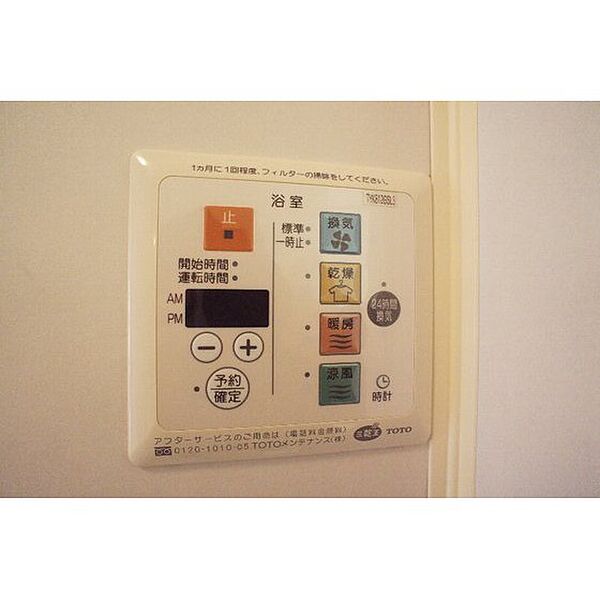 1ヵ月に1回程度、フィルターの掃除をしてください。
浴室
止
標準
一時止
換気
開始時間
運転時間
乾燥
AM
PM
24時間
換気
暖房
予約
確定
涼風
時計
アフターサービスのご用命は(電話料金無料)
0120-1010-05 TOTOメンテナンス(株)
三乾王 TOTO